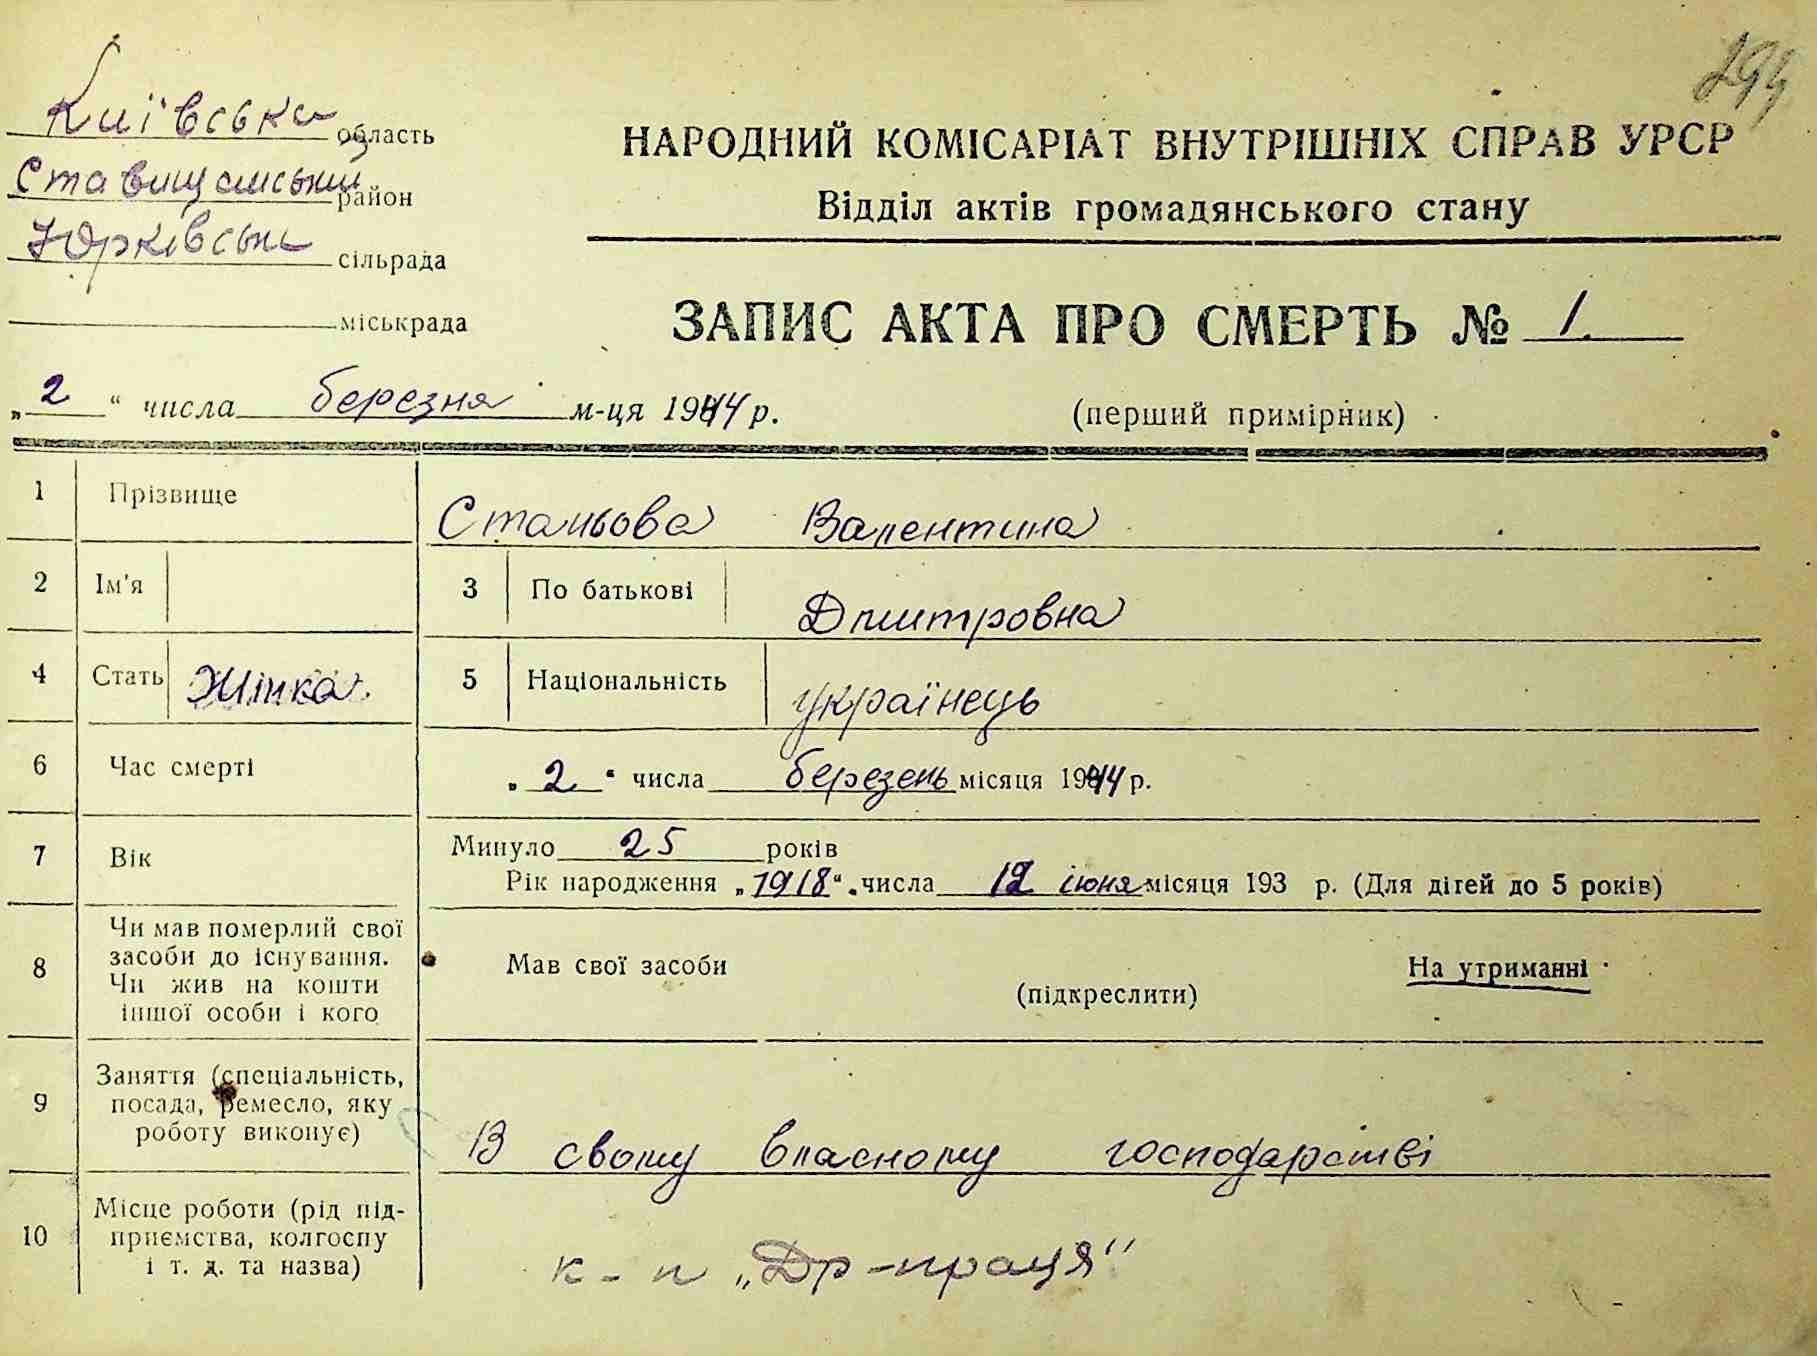 294
Київська область
Ставищанський район
Юрківська сільрада
міськрада
НАРОДНИЙ КОМІСАРІАТ ВНУТРІШНІХ СПРАВ УРСР
Відділ актів громадянського стану
ЗАПИС АКТА ПРО СМЕРТЬ № 1.
„2“ числа березня м-ця 1944 р.
(перший примірник)
1 Прізвище Станьова Валентина
2 Ім'я 3 По батькові Дмитровна
4 Стать Жінка. 5 Національність українець
6 Час смерті „2“ числа березень місяця 1944 р.
7 Вік Минуло 25 років
Рік народження „1918“ числа 12 іюня місяця 193 р. (Для дітей до 5 років)
8 Чи мав померлий свої засоби до існування. Чи жив на кошти іншої особи і кого Мав свої засоби (підкреслити) На утриманні
9 Заняття (спеціальність, посада, ремесло, яку роботу виконує) В свому власному господарстві
10 Місце роботи (рід підприємства, колгоспу і т. д. та назва) к-п „Др-праця“